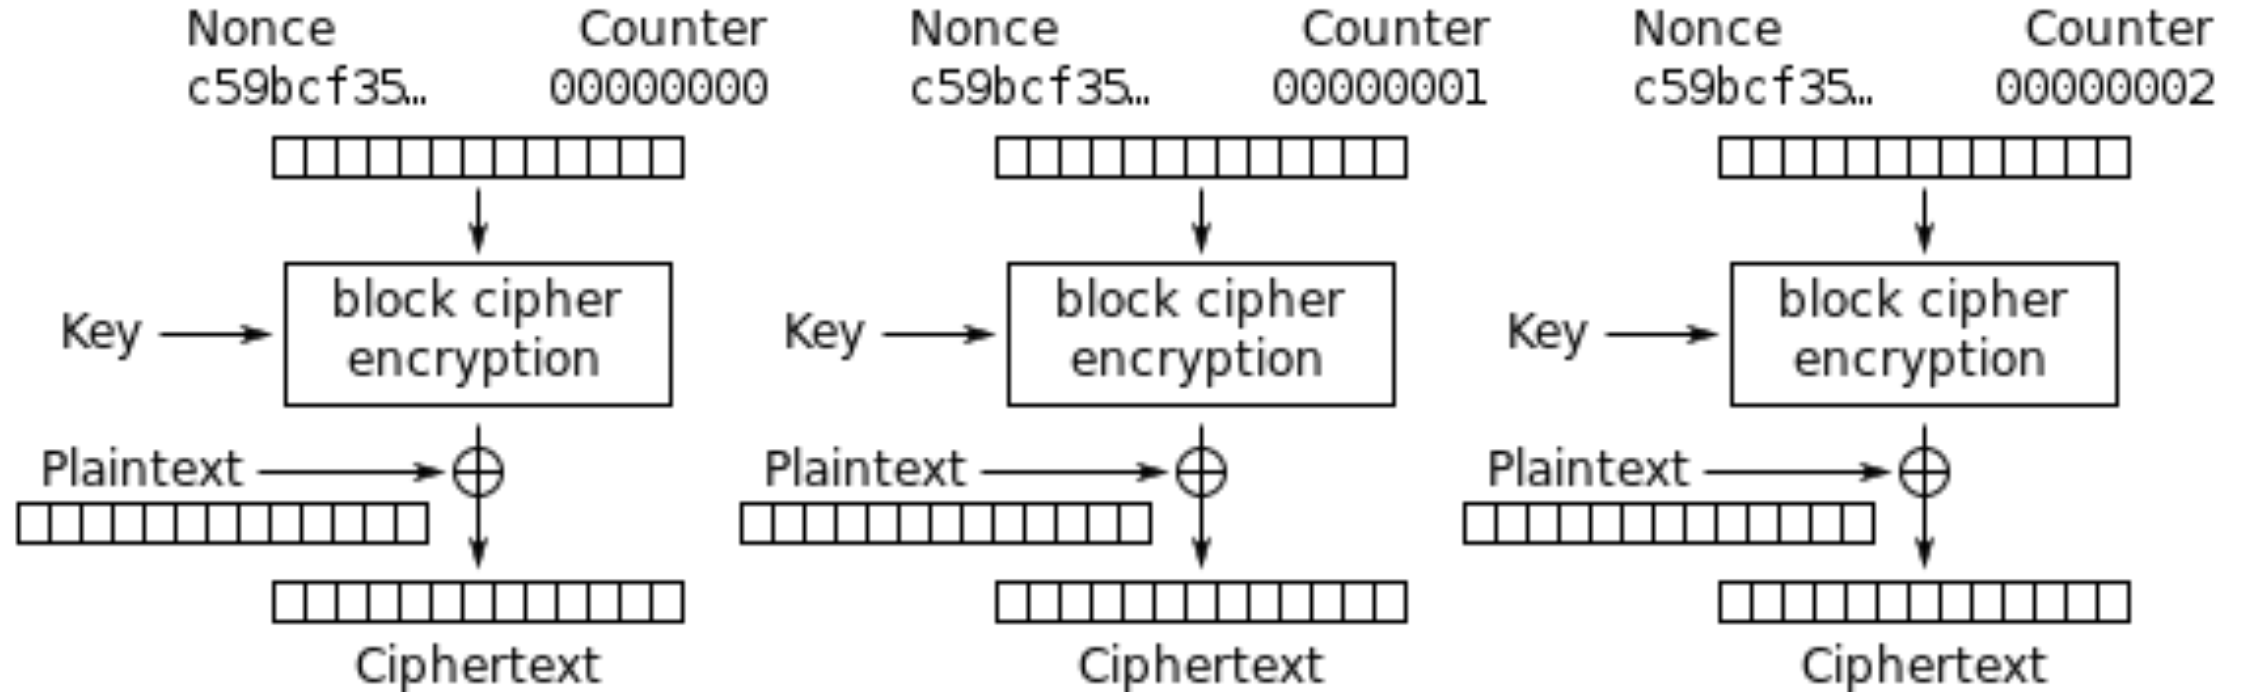 Nonce Counter Nonce Counter Nonce Counter
c59bcf35… 00000000 c59bcf35… 00000001 c59bcf35… 00000002
block cipher block cipher block cipher
Key Key Key
encryption encryption encryption
Plaintext Plaintext Plaintext
Ciphertext Ciphertext Ciphertext